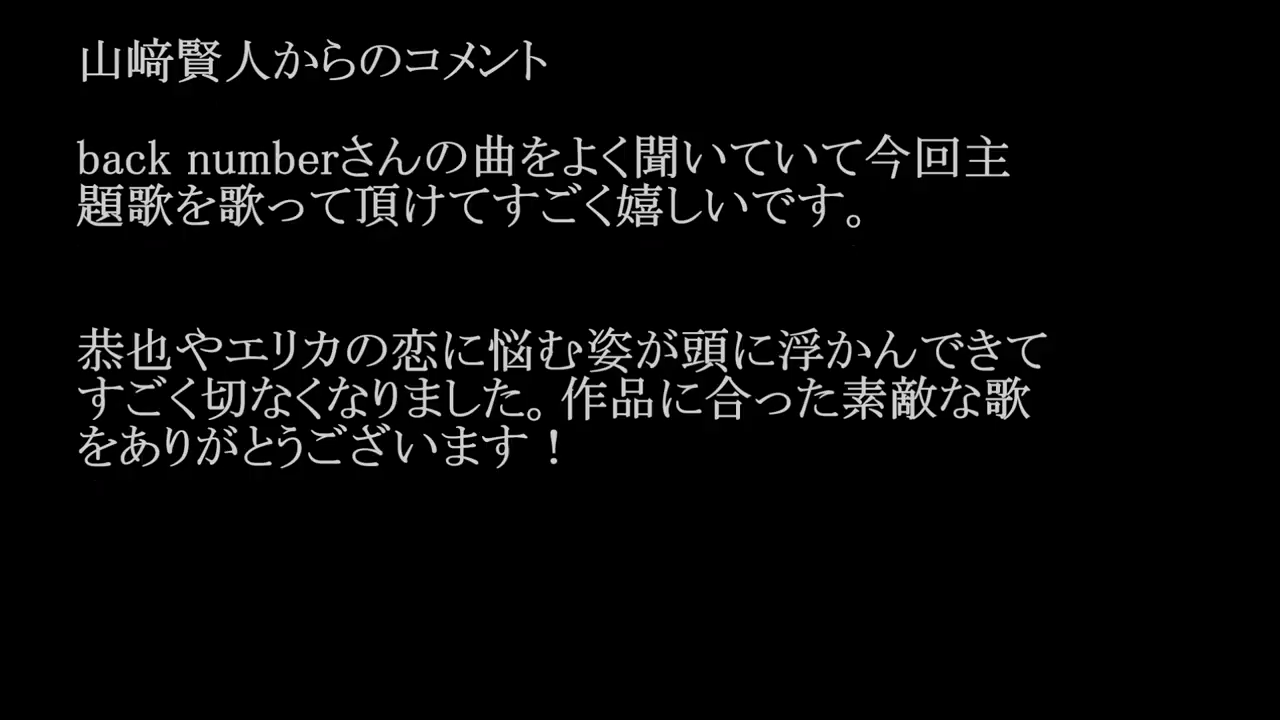 山﨑賢人からのコメント
back numberさんの曲をよく聞いていて今回主
題歌を歌って頂けてすごく嬉しいです。
恭也やエリカの恋に悩む姿が頭に浮かんできて
すごく切なくなりました。作品に合った素敵な歌
をありがとうございます！